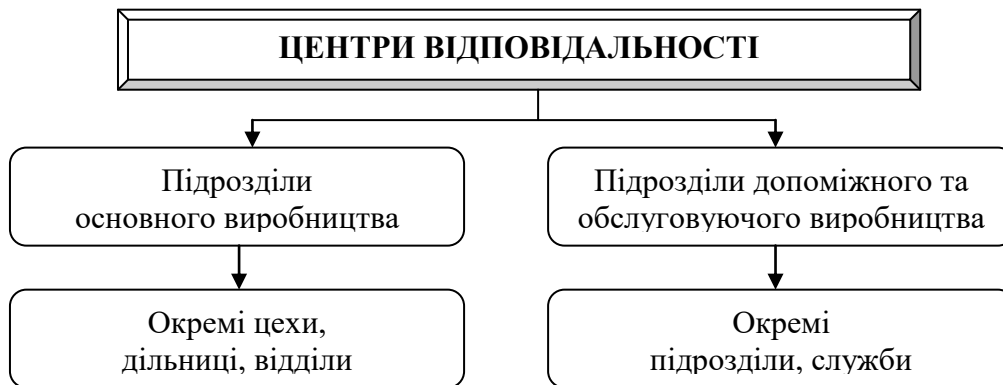 ЦЕНТРИ ВІДПОВІДАЛЬНОСТІ
Підрозділи
основного виробництва
Підрозділи допоміжного та
обслуговуючого виробництва
Окремі цехи,
дільниці, відділи
Окремі
підрозділи, служби